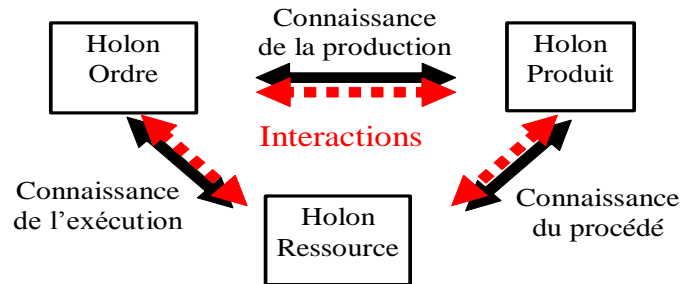 Holon
Ordre
Connaissance
de la production
Holon
Produit
Interactions
Connaissance
de l’exécution
Holon
Ressource
Connaissance
du procédé